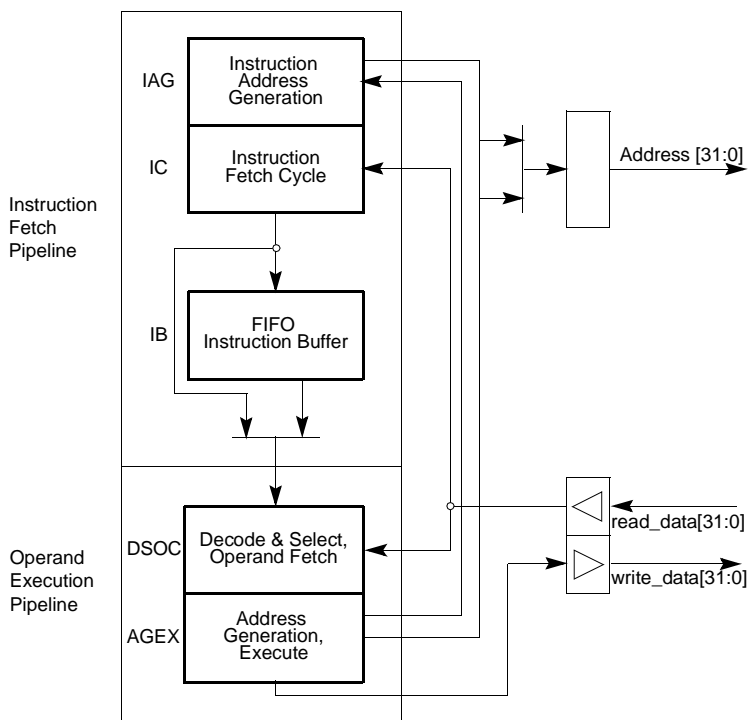 IAG
Instruction
Address
Generation
IC
Instruction
Fetch Cycle
Address [31:0]
Instruction
Fetch
Pipeline
IB
FIFO
Instruction Buffer
read_data[31:0]
DSOC
Decode & Select,
Operand Fetch
Operand
Execution
Pipeline
write_data[31:0]
AGEX
Address
Generation,
Execute